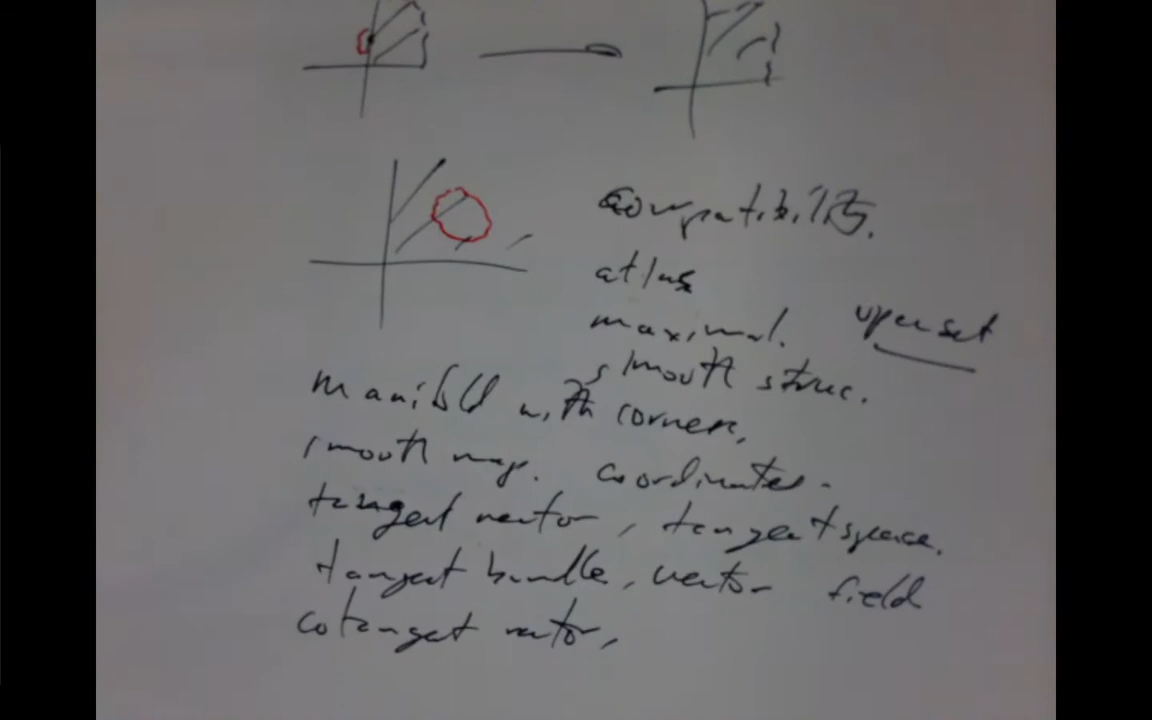 compatibility.
atlas
maximal.
open set
smooth struc.
manifold with corners,
smooth map. coordinates.
tangent vector, tangent space.
tangent bundle, vector field
cotangent vector,